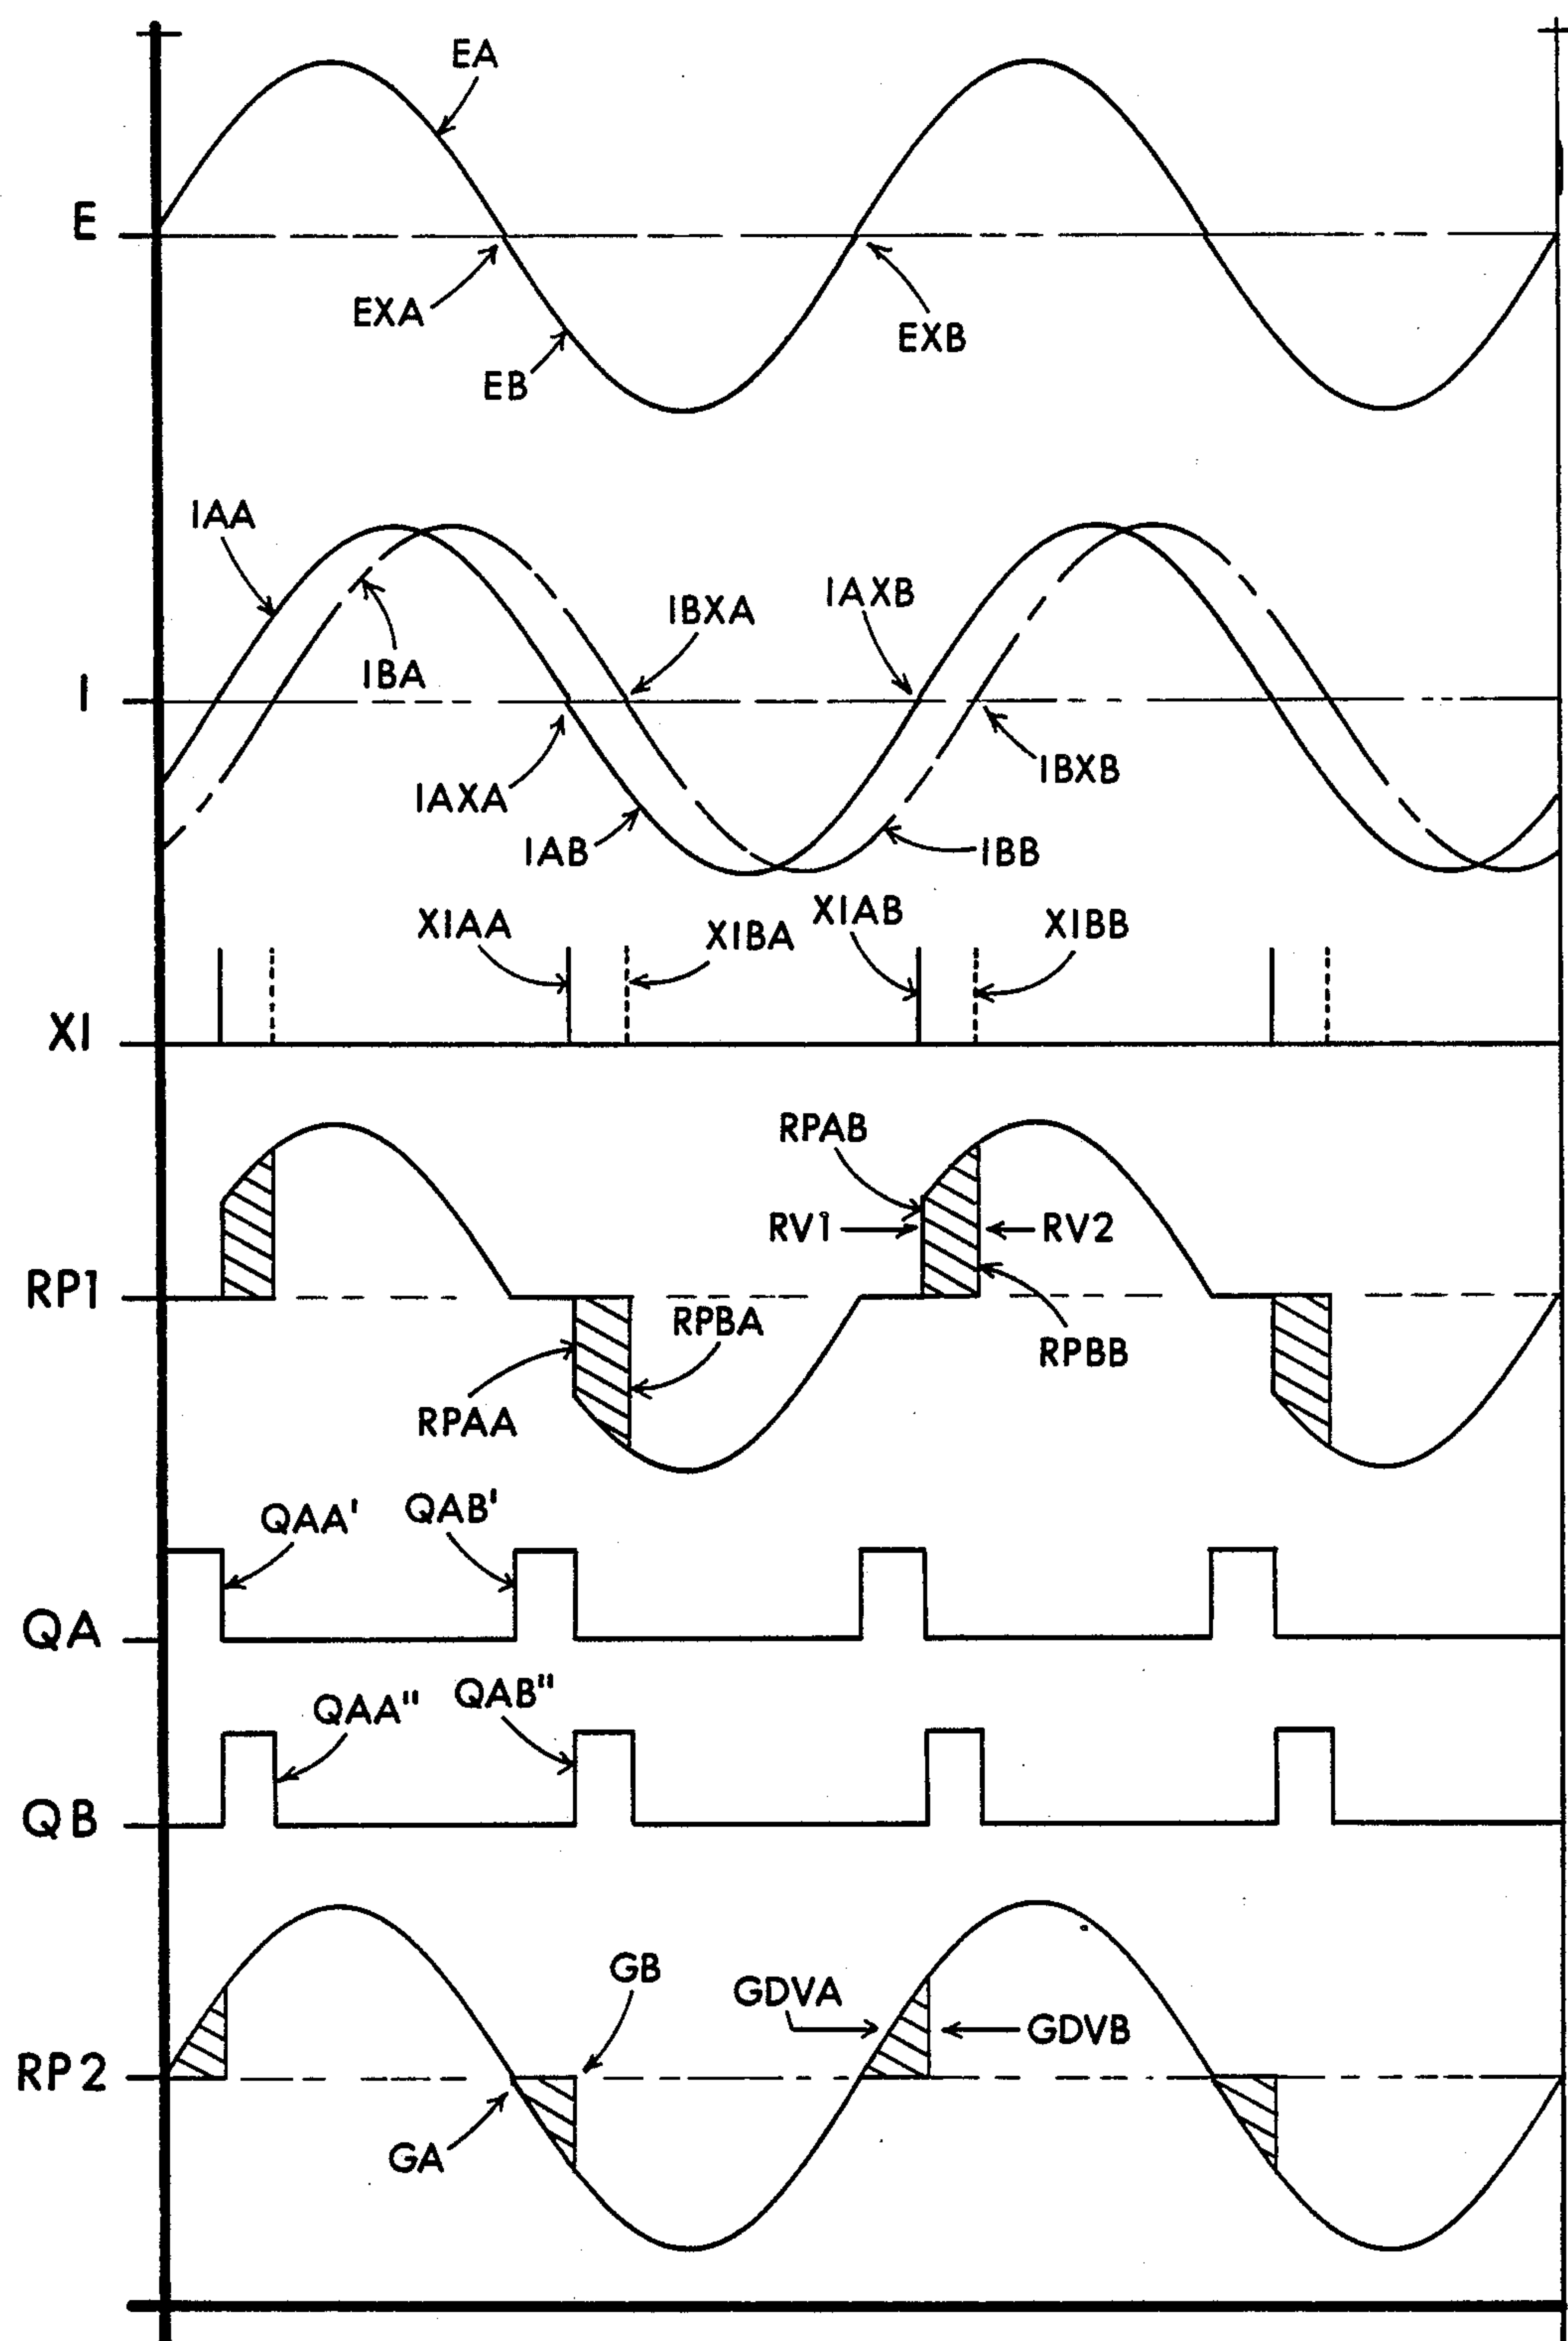 EA
E
EXA
EXB
EB
IAA
IAXB
IBXA
IBA
I
IBXB
IAXA
IAB
IBB
XIAA
XIBA
XIAB
XIBB
XI
RPAB
RV1
RV2
RP1
RPBA
RPBB
RPAA
QAA'
QAB'
QA
QAA"
QAB"
QB
GB
GDVA
GDVB
RP2
GA